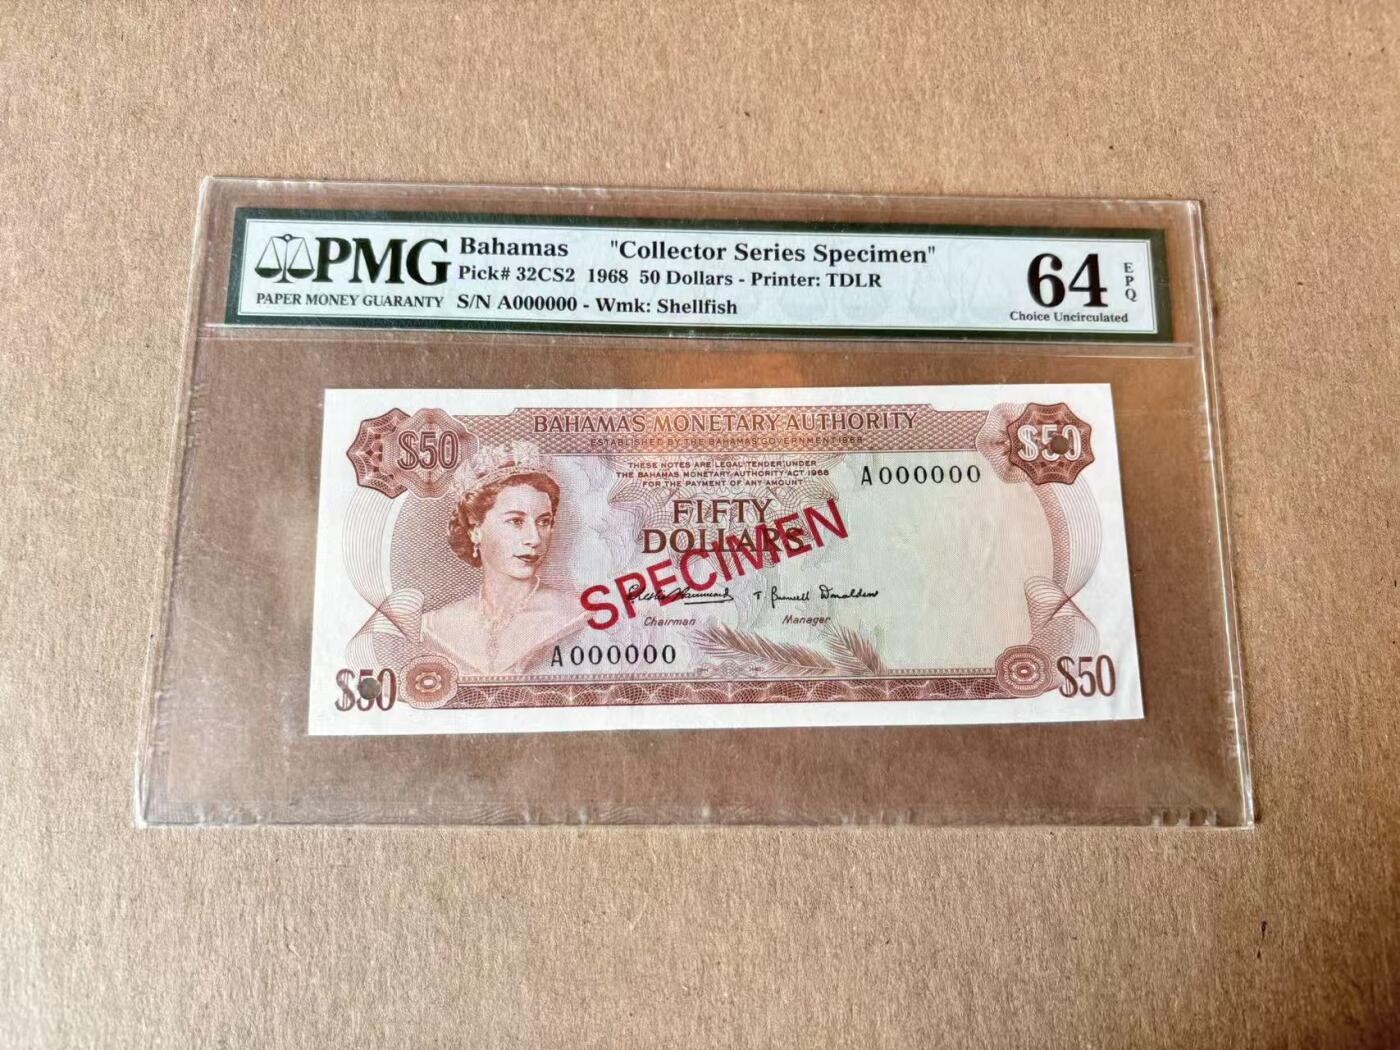 PMG
PAPER MONEY GUARANTY
Bahamas "Collector Series Specimen"
Pick# 32CS2 1968 50 Dollars - Printer: TDLR
S/N A000000 - Wmk: Shellfish
64 EPQ
Choice Uncirculated
BAHAMAS MONETARY AUTHORITY
ESTABLISHED BY THE BAHAMAS GOVERNMENT 1968
$50
$50
THESE NOTES ARE LEGAL TENDER UNDER
THE BAHAMAS MONETARY AUTHORITY ACT 1968
FOR THE PAYMENT OF ANY AMOUNT
A000000
FIFTY
DOLLARS
SPECIMEN
T. Donaldson
Chairman Manager
A000000
$50
$50